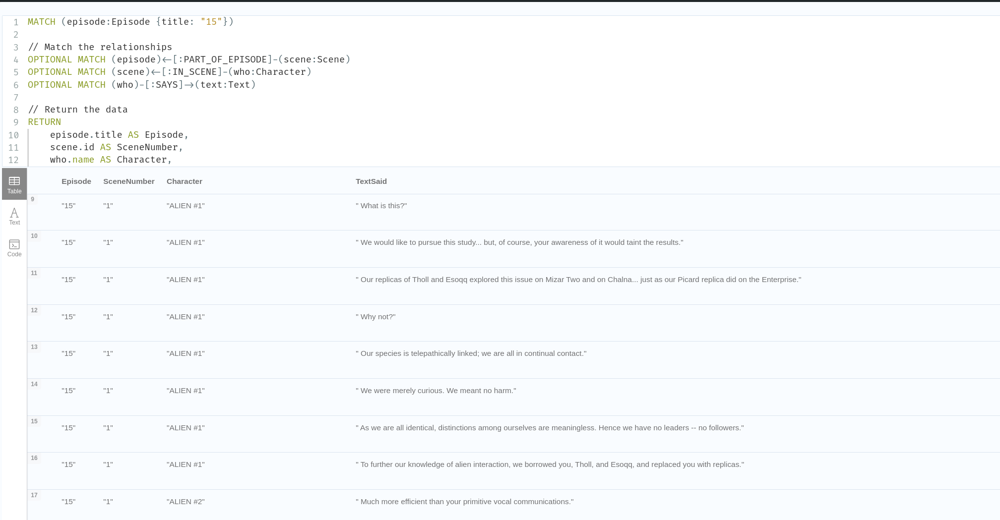 1 MATCH (episode:Episode {title: "15"})
2
3 // Match the relationships
4 OPTIONAL MATCH (episode)<-[:PART_OF_EPISODE]-(scene:Scene)
5 OPTIONAL MATCH (scene)<-[:IN_SCENE]-(who:Character)
6 OPTIONAL MATCH (who)-[:SAYS]->(text:Text)
7
8 // Return the data
9 RETURN
10 episode.title AS Episode,
11 scene.id AS SceneNumber,
12 who.name AS Character,
Table
Text
Code
Episode SceneNumber Character TextSaid
9 "15" "1" "ALIEN #1" " What is this?"
10 "15" "1" "ALIEN #1" " We would like to pursue this study... but, of course, your awareness of it would taint the results."
11 "15" "1" "ALIEN #1" " Our replicas of Tholl and Esoqq explored this issue on Mizar Two and on Chalna... just as our Picard replica did on the Enterprise."
12 "15" "1" "ALIEN #1" " Why not?"
13 "15" "1" "ALIEN #1" " Our species is telepathically linked; we are all in continual contact."
14 "15" "1" "ALIEN #1" " We were merely curious. We meant no harm."
15 "15" "1" "ALIEN #1" " As we are all identical, distinctions among ourselves are meaningless. Hence we have no leaders -- no followers."
16 "15" "1" "ALIEN #1" " To further our knowledge of alien interaction, we borrowed you, Tholl, and Esoqq, and replaced you with replicas."
17 "15" "1" "ALIEN #2" " Much more efficient than your primitive vocal communications."